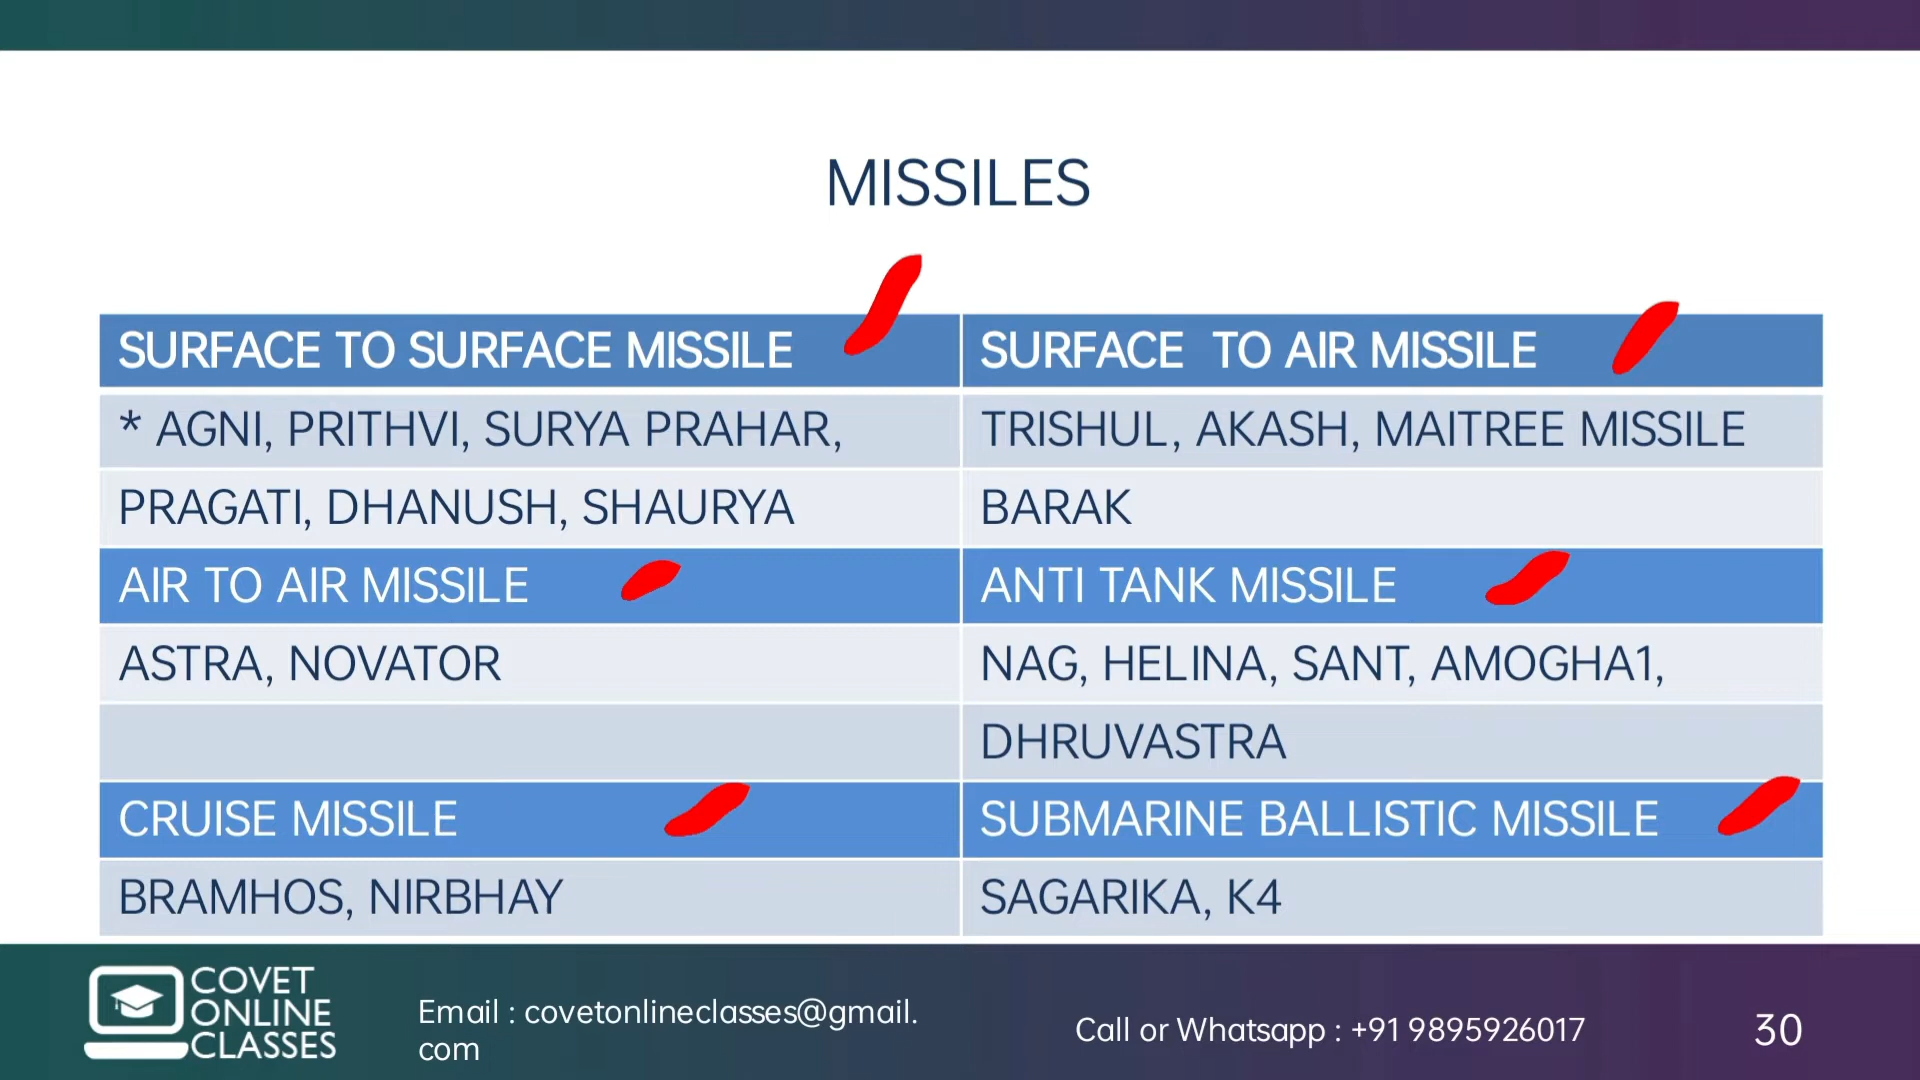 MISSILES
SURFACE TO SURFACE MISSILE
SURFACE TO AIR MISSILE
* AGNI, PRITHVI, SURYA PRAHAR,
TRISHUL, AKASH, MAITREE MISSILE
PRAGATI, DHANUSH, SHAURYA
BARAK
AIR TO AIR MISSILE
ANTI TANK MISSILE
ASTRA, NOVATOR
NAG, HELINA, SANT, AMOGHA1,
DHRUVASTRA
CRUISE MISSILE
SUBMARINE BALLISTIC MISSILE
BRAMHOS, NIRBHAY
SAGARIKA, K4
COVET
ONLINE
CLASSES
Email : covetonlineclasses@gmail.
com
Call or Whatsapp : +91 9895926017
30